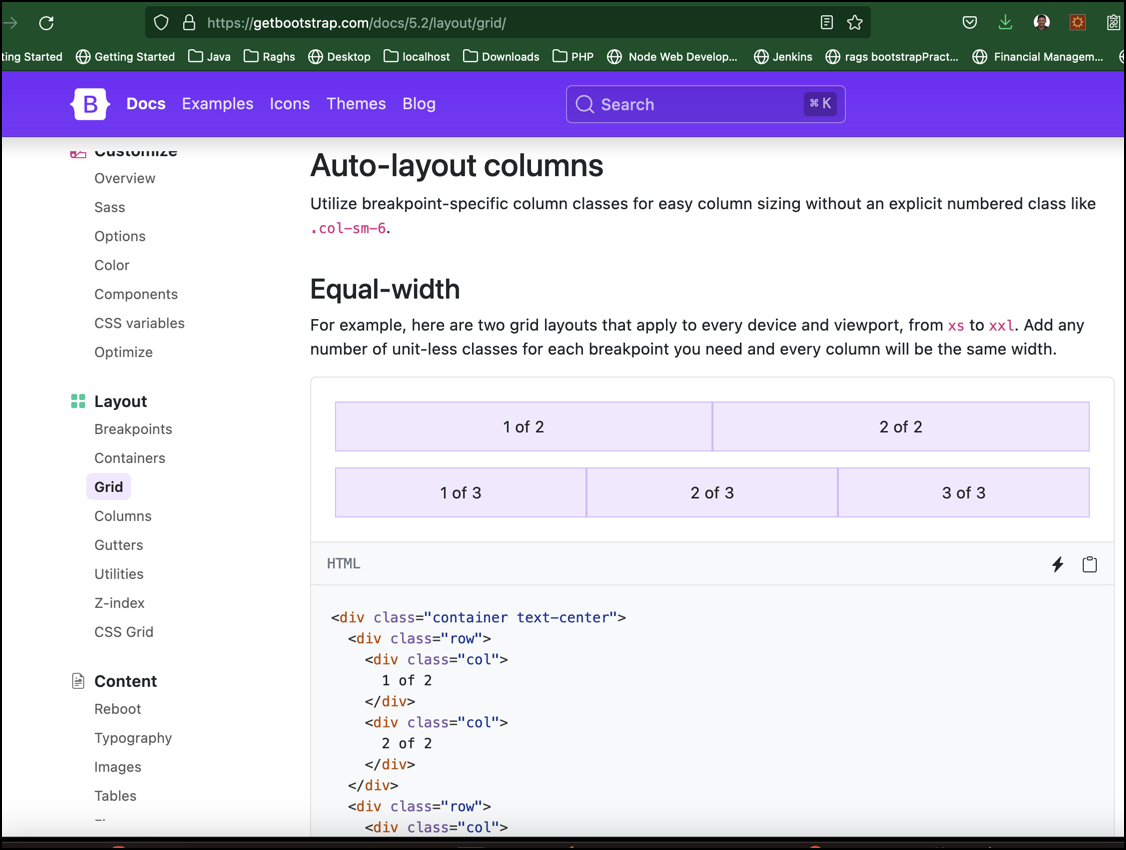 https://getbootstrap.com/docs/5.2/layout/grid/
ting Started Getting Started Java Raghs Desktop localhost Downloads PHP Node Web Develop... Jenkins rags bootstrapPract... Financial Managem...
B Docs Examples Icons Themes Blog Search ⌘ K
Customize
Overview
Sass
Options
Color
Components
CSS variables
Optimize
Layout
Breakpoints
Containers
Grid
Columns
Gutters
Utilities
Z-index
CSS Grid
Content
Reboot
Typography
Images
Tables
Auto-layout columns
Utilize breakpoint-specific column classes for easy column sizing without an explicit numbered class like
.col-sm-6.
Equal-width
For example, here are two grid layouts that apply to every device and viewport, from xs to xxl. Add any
number of unit-less classes for each breakpoint you need and every column will be the same width.
1 of 2 2 of 2
1 of 3 2 of 3 3 of 3
HTML
<div class="container text-center">
  <div class="row">
    <div class="col">
      1 of 2
    </div>
    <div class="col">
      2 of 2
    </div>
  </div>
  <div class="row">
    <div class="col">